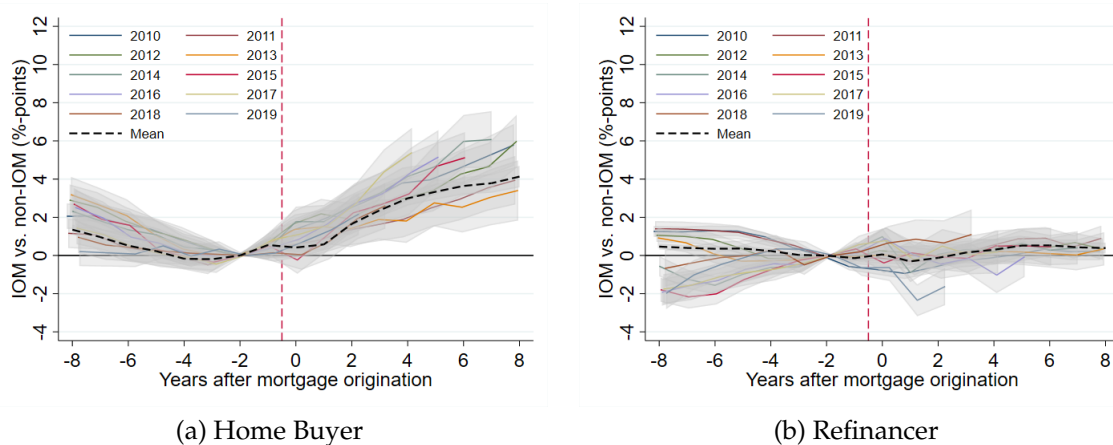 IOM vs. non-IOM (%-points)
12
10
8
6
4
2
0
-2
-4
2010 2011
2012 2013
2014 2015
2016 2017
2018 2019
Mean
-8 -6 -4 -2 0 2 4 6 8
Years after mortgage origination
(a) Home Buyer
IOM vs. non-IOM (%-points)
12
10
8
6
4
2
0
-2
-4
2010 2011
2012 2013
2014 2015
2016 2017
2018 2019
Mean
-8 -6 -4 -2 0 2 4 6 8
Years after mortgage origination
(b) Refinancer